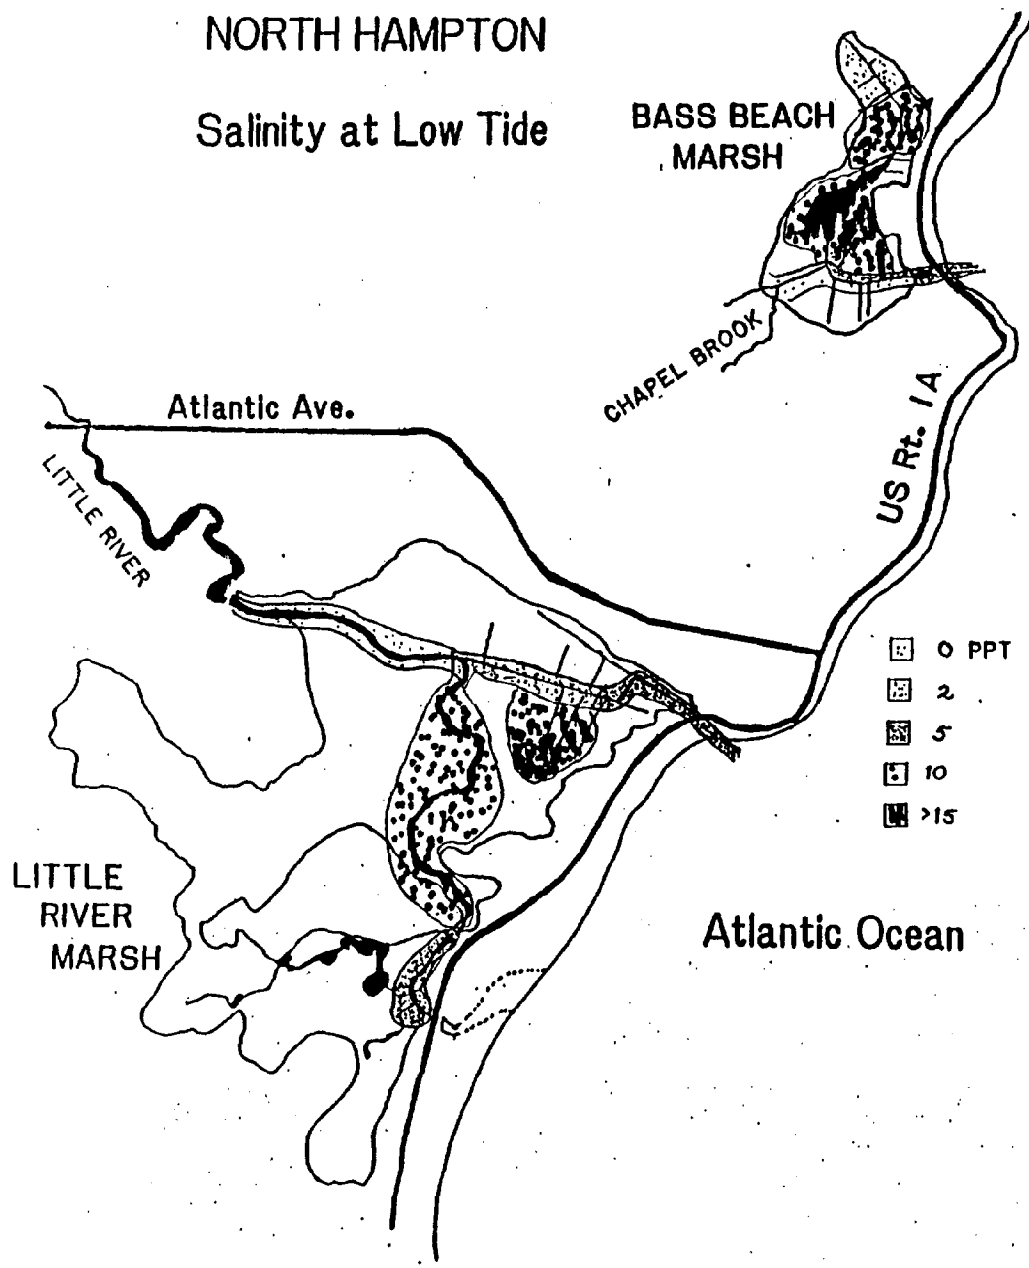 NORTH HAMPTON
Salinity at Low Tide
BASS BEACH
MARSH
CHAPEL BROOK
Atlantic Ave.
US Rt. 1A
LITTLE RIVER
0 PPT
2
5
10
>15
LITTLE
RIVER
MARSH
Atlantic Ocean